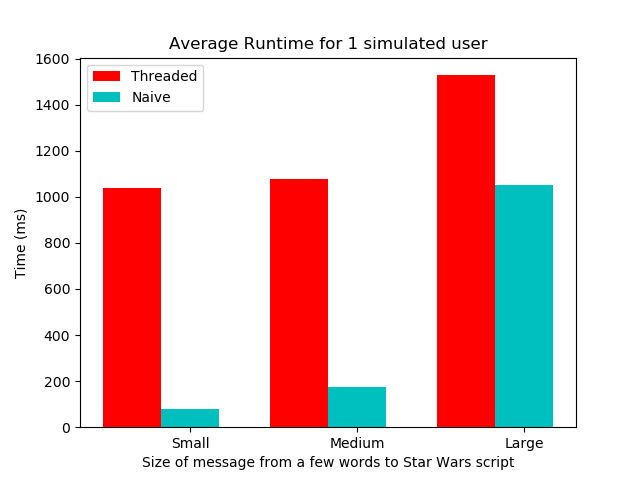 Average Runtime for 1 simulated user
Threaded
Naive
1600
1400
1200
1000
800
600
400
200
0
Time (ms)
Small Medium Large
Size of message from a few words to Star Wars script